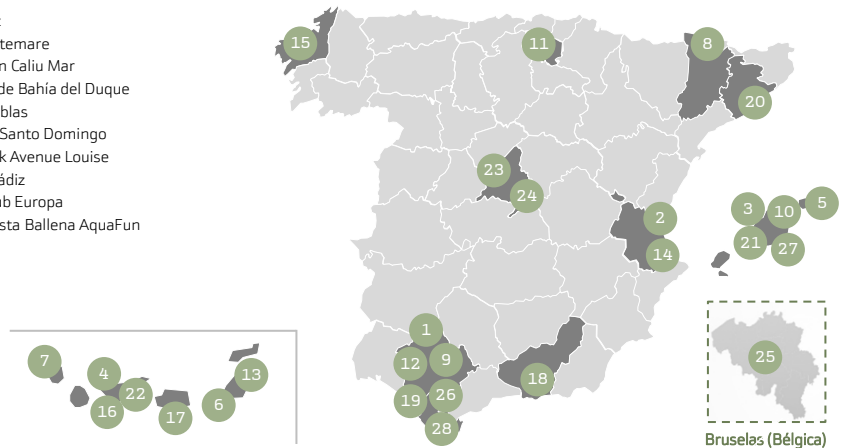 temare
n Caliu Mar
de Bahía del Duque
blas
Santo Domingo
k Avenue Louise
ádiz
ub Europa
sta Ballena AquaFun
15
11
8
20
23
24
2
14
3
10
5
21
27
1
12
9
18
19
26
28
7
4
22
16
17
6
13
25
Bruselas (Bélgica)